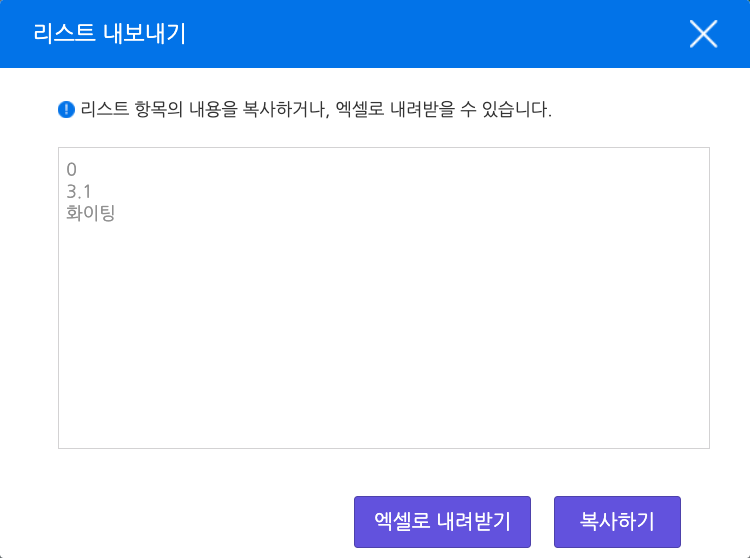 리스트 내보내기
리스트 항목의 내용을 복사하거나, 엑셀로 내려받을 수 있습니다.
0
3.1
화이팅
엑셀로 내려받기
복사하기